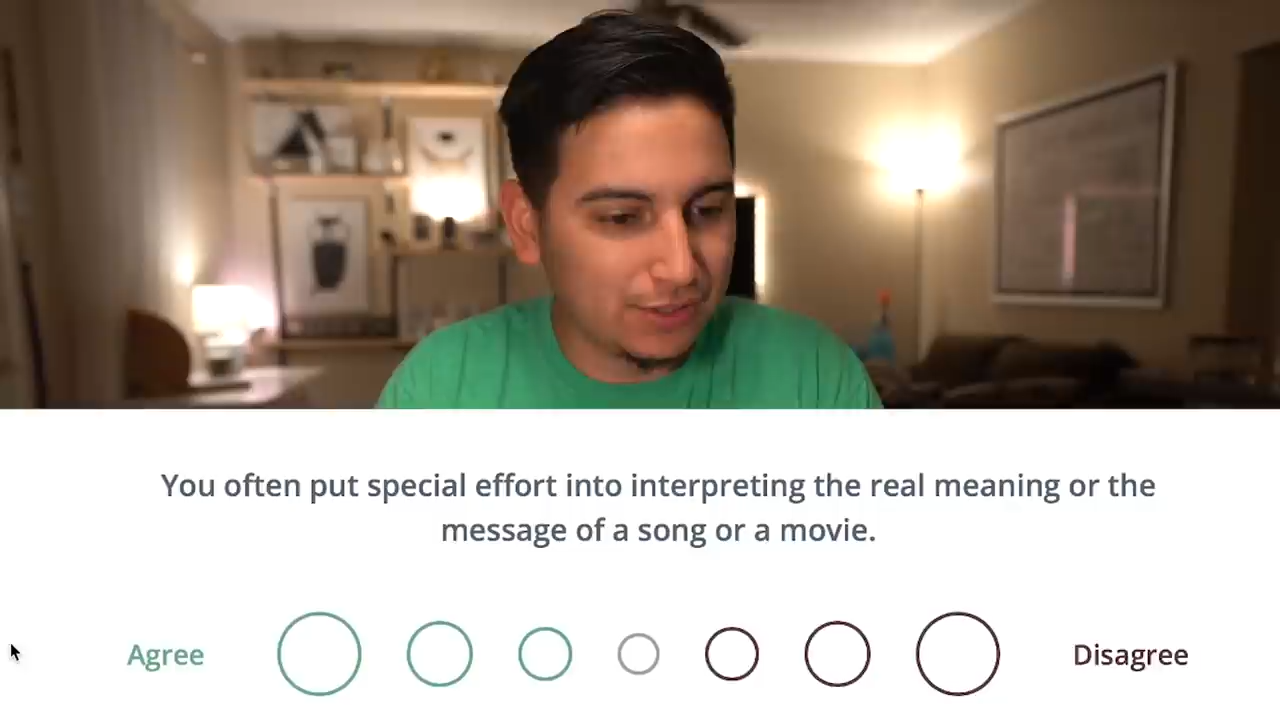 You often put special effort into interpreting the real meaning or the
message of a song or a movie.
Agree
Disagree